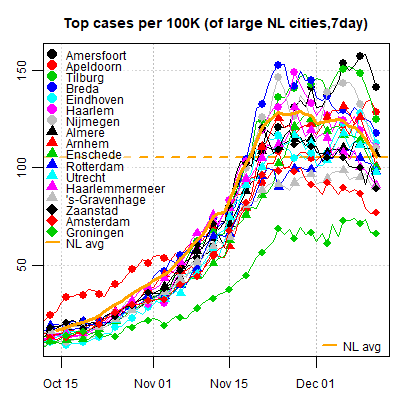 Top cases per 100K (of large NL cities,7day)
150
100
50
Amersfoort
Apeldoorn
Tilburg
Breda
Eindhoven
Haarlem
Nijmegen
Almere
Arnhem
Enschede
Rotterdam
Utrecht
Haarlemmermeer
's-Gravenhage
Zaanstad
Amsterdam
Groningen
NL avg
NL avg
Oct 15
Nov 01
Nov 15
Dec 01